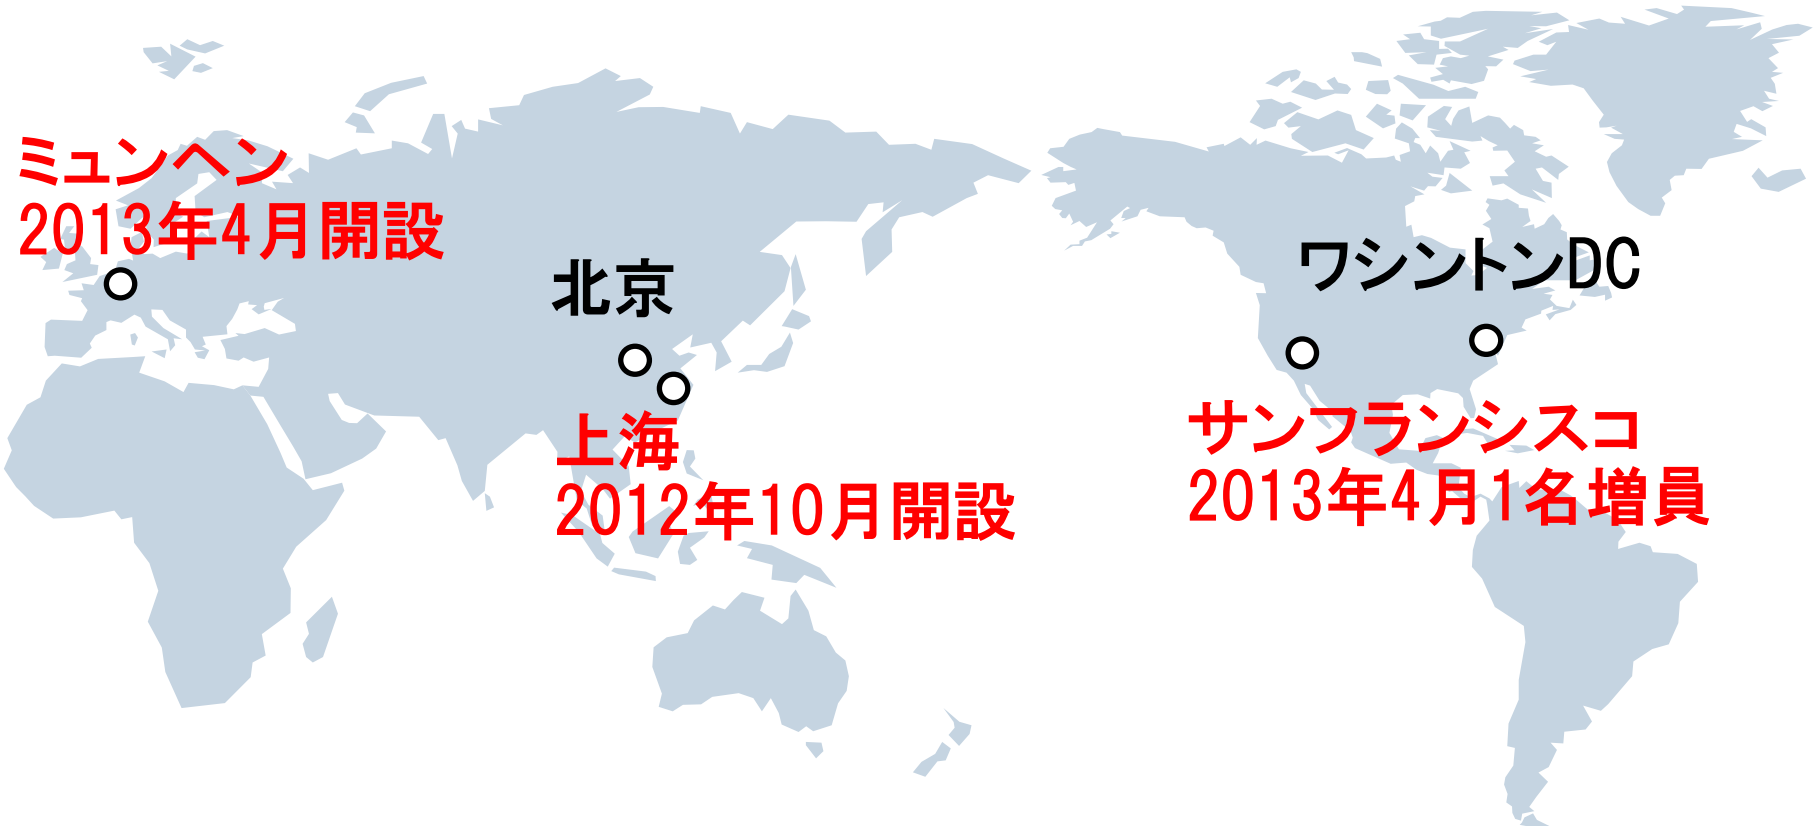 ミュンヘン
2013年4月開設
北京
上海
2012年10月開設
ワシントンDC
サンフランシスコ
2013年4月1名増員